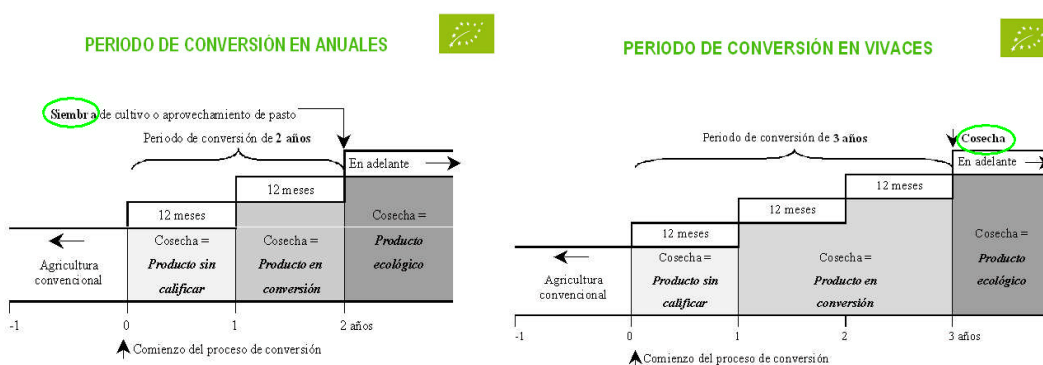 PERIODO DE CONVERSIÓN EN ANUALES
Siembra de cultivo o aprovechamiento de pasto
Periodo de conversión de 2 años
En adelante
12 meses
12 meses
Cosecha =
Producto sin
calificar
Cosecha =
Producto en
conversión
Cosecha =
Producto
ecológico
Agricultura
convencional
-1
0
1
2 años
Comienzo del proceso de conversión
PERIODO DE CONVERSIÓN EN VIVACES
Periodo de conversión de 3 años
Cosecha
En adelante
12 meses
12 meses
12 meses
Cosecha =
Producto sin
calificar
Cosecha =
Producto en
conversión
Cosecha =
Producto
ecológico
Agricultura
convencional
-1
0
1
2
3 años
Comienzo del proceso de conversión